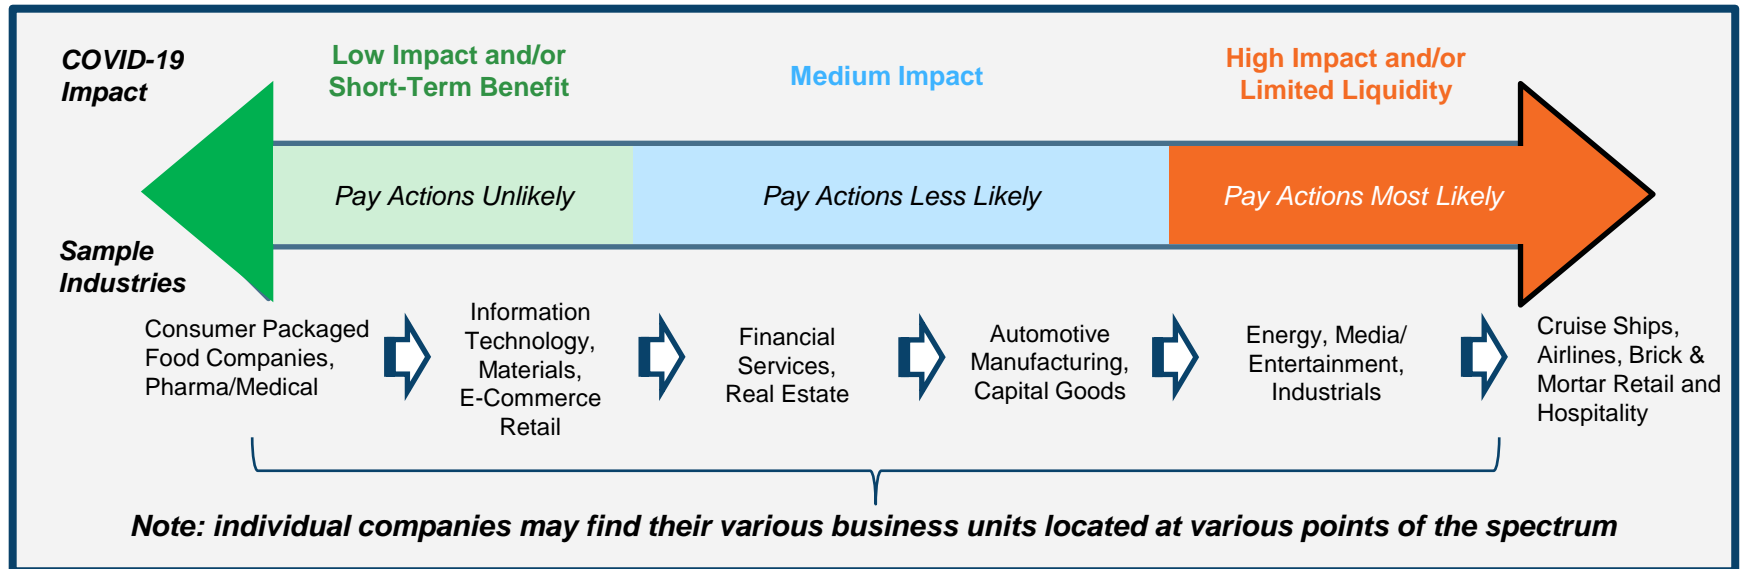 COVID-19
Impact
Low Impact and/or
Short-Term Benefit
Medium Impact
High Impact and/or
Limited Liquidity
Pay Actions Unlikely
Pay Actions Less Likely
Pay Actions Most Likely
Sample
Industries
Consumer Packaged
Food Companies,
Pharma/Medical
Information
Technology,
Materials,
E-Commerce
Retail
Financial
Services,
Real Estate
Automotive
Manufacturing,
Capital Goods
Energy, Media/
Entertainment,
Industrials
Cruise Ships,
Airlines, Brick &
Mortar Retail and
Hospitality
Note: individual companies may find their various business units located at various points of the spectrum